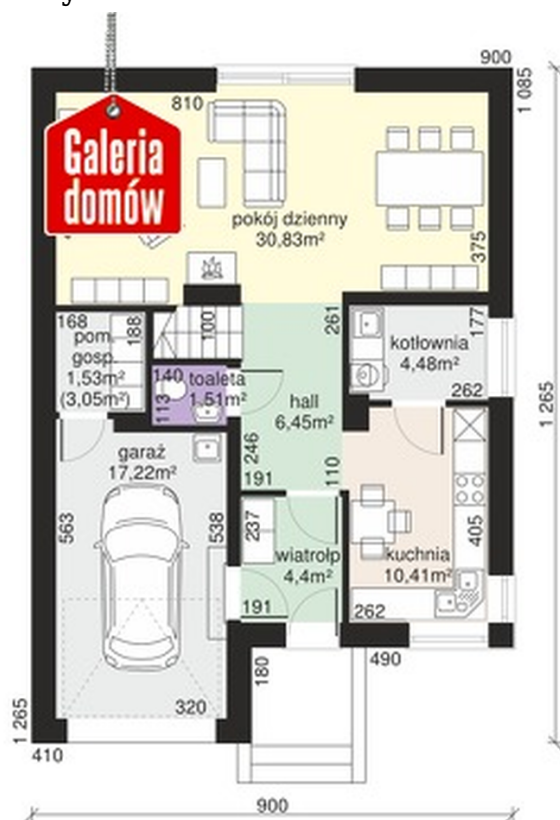 900
1 085
810
Galeria
domów
pokój dzienny
30,83m²
375
168
188
pom.
gosp.
1,53m²
(3,05m²)
100
261
177
kotłownia
4,48m²
262
140
113
toaleta
1,51m²
hall
6,45m²
246
191
110
1 265
garaż
17,22m²
563
538
237
wiatrołp
4,4m²
191
kuchnia
10,41m²
405
262
180
490
320
1 265
410
900